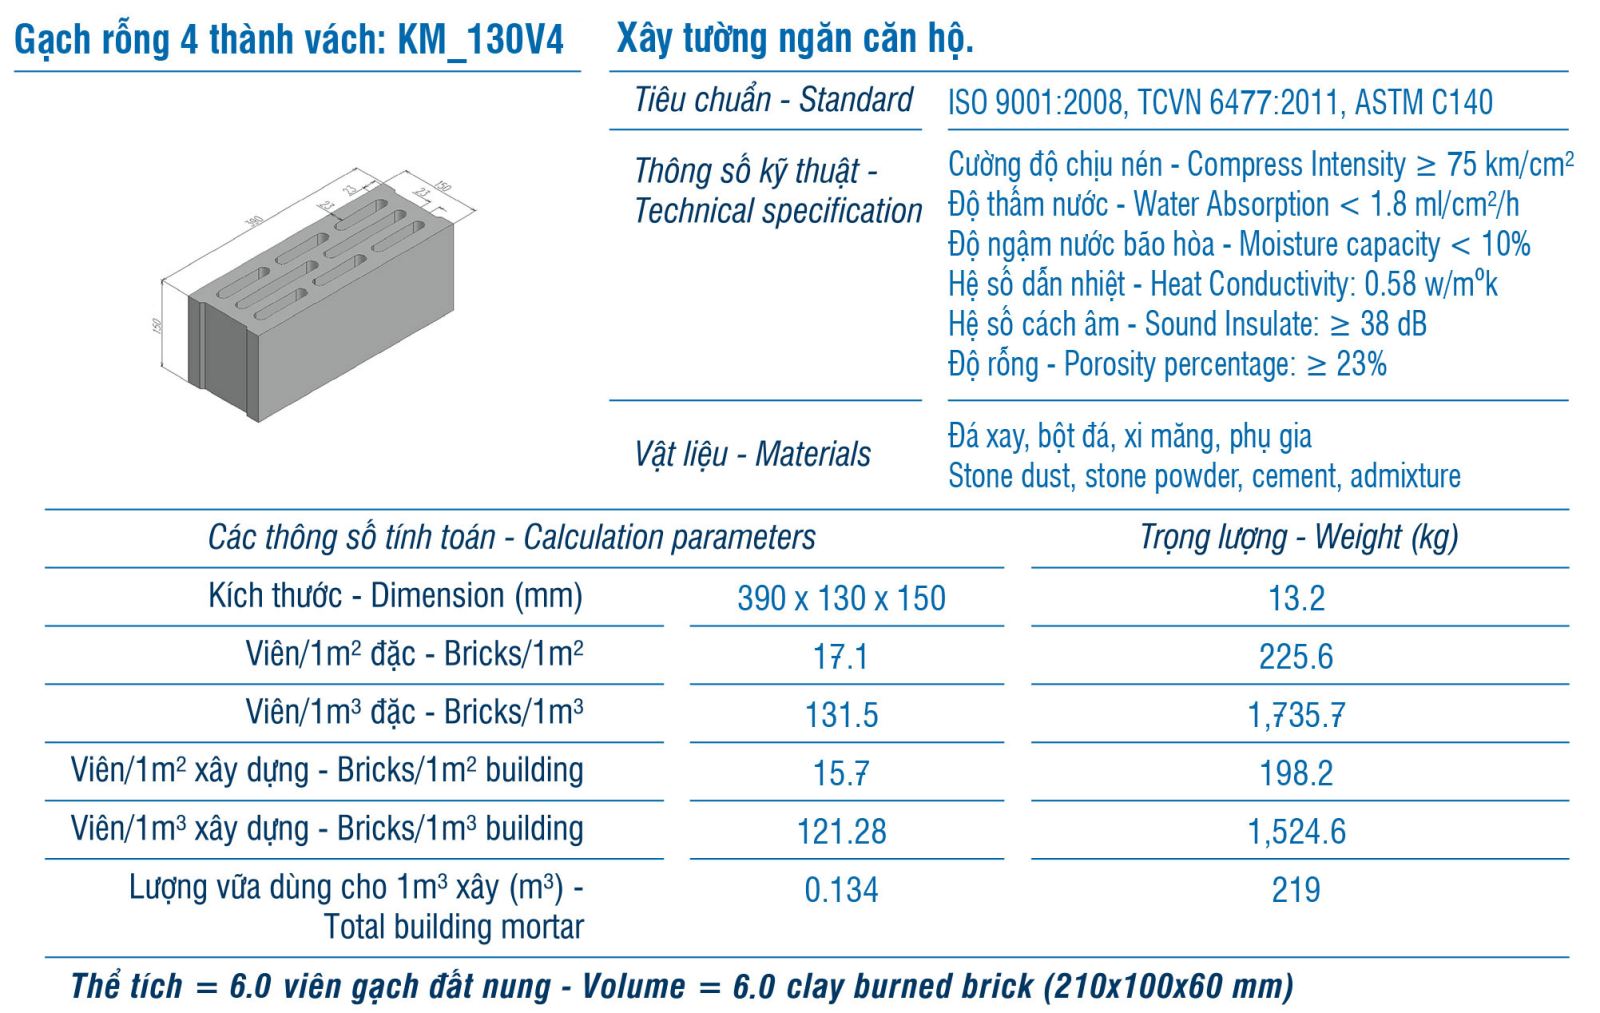 Gạch rỗng 4 thành vách: KM_130V4
Xây tường ngăn căn hộ.
Tiêu chuẩn - Standard
ISO 9001:2008, TCVN 6477:2011, ASTM C140
Thông số kỹ thuật -
Technical specification
Cường độ chịu nén - Compress Intensity ≥ 75 km/cm²
Độ thấm nước - Water Absorption < 1.8 ml/cm²/h
Độ ngậm nước bão hòa - Moisture capacity < 10%
Hệ số dẫn nhiệt - Heat Conductivity: 0.58 w/mºk
Hệ số cách âm - Sound Insulate: ≥ 38 dB
Độ rỗng - Porosity percentage: ≥ 23%
390
23
23
23
150
150
Vật liệu - Materials
Đá xay, bột đá, xi măng, phụ gia
Stone dust, stone powder, cement, admixture
Các thông số tính toán - Calculation parameters
Trọng lượng - Weight (kg)
Kích thước - Dimension (mm) 390 x 130 x 150 13.2
Viên/1m² đặc - Bricks/1m² 17.1 225.6
Viên/1m³ đặc - Bricks/1m³ 131.5 1,735.7
Viên/1m² xây dựng - Bricks/1m² building 15.7 198.2
Viên/1m³ xây dựng - Bricks/1m³ building 121.28 1,524.6
Lượng vữa dùng cho 1m³ xây (m³) - 0.134 219
Total building mortar
Thể tích = 6.0 viên gạch đất nung - Volume = 6.0 clay burned brick (210x100x60 mm)